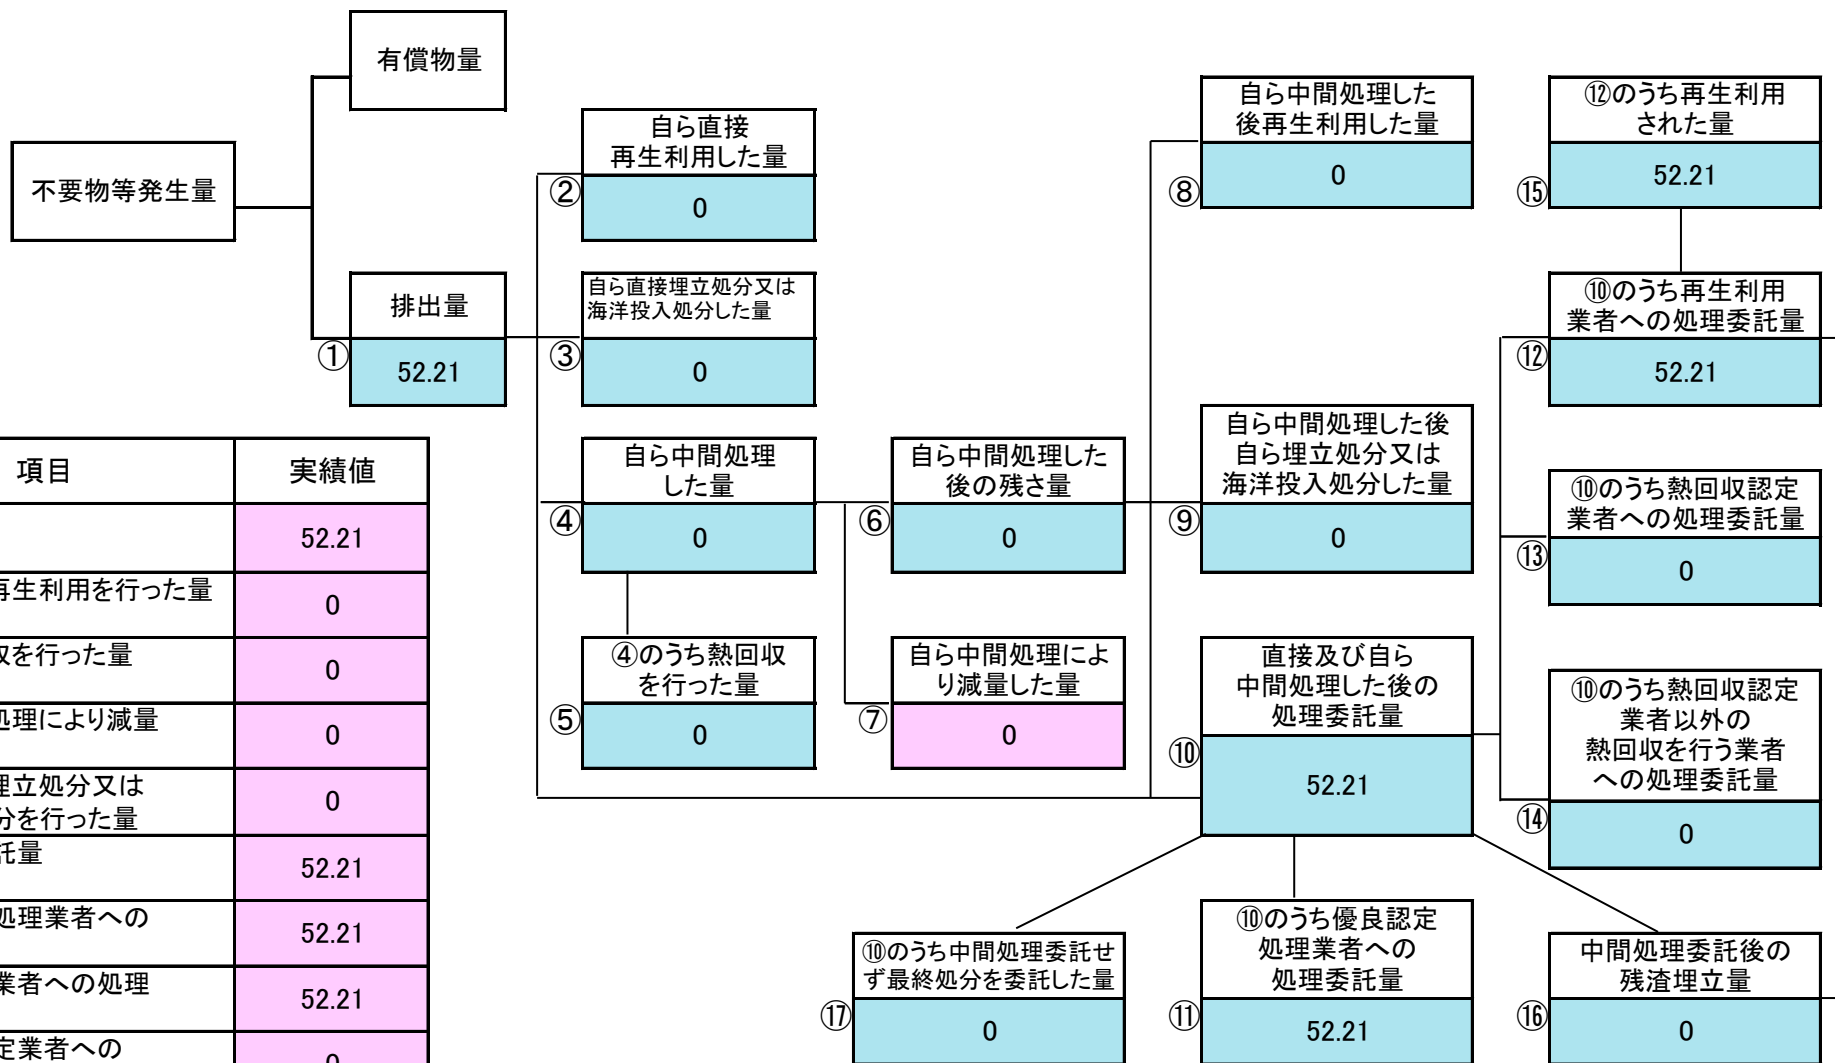 有償物量
不要物等発生量
排出量
①
52.21
自ら直接
再生利用した量
②
0
自ら直接埋立処分又は
海洋投入処分した量
③
0
自ら中間処理
した量
④
0
④のうち熱回収
を行った量
⑤
0
自ら中間処理した
後の残さ量
⑥
0
自ら中間処理によ
り減量した量
⑦
0
自ら中間処理した
後再生利用した量
⑧
0
自ら中間処理した後
自ら埋立処分又は
海洋投入処分した量
⑨
0
直接及び自ら
中間処理した後の
処理委託量
⑩
52.21
⑫のうち再生利用
された量
⑮
52.21
⑩のうち再生利用
業者への処理委託量
⑫
52.21
⑩のうち熱回収認定
業者への処理委託量
⑬
0
⑩のうち熱回収認定
業者以外の
熱回収を行う業者
への処理委託量
⑭
0
⑩のうち中間処理委託せ
ず最終処分を委託した量
⑰
0
⑩のうち優良認定
処理業者への
処理委託量
⑪
52.21
中間処理委託後の
残渣埋立量
⑯
0
項目 実績値
52.21
再生利用を行った量 0
を行った量 0
処理により減量 0
埋立処分又は
分を行った量 0
託量 52.21
処理業者への 52.21
業者への処理 52.21
定業者への 0